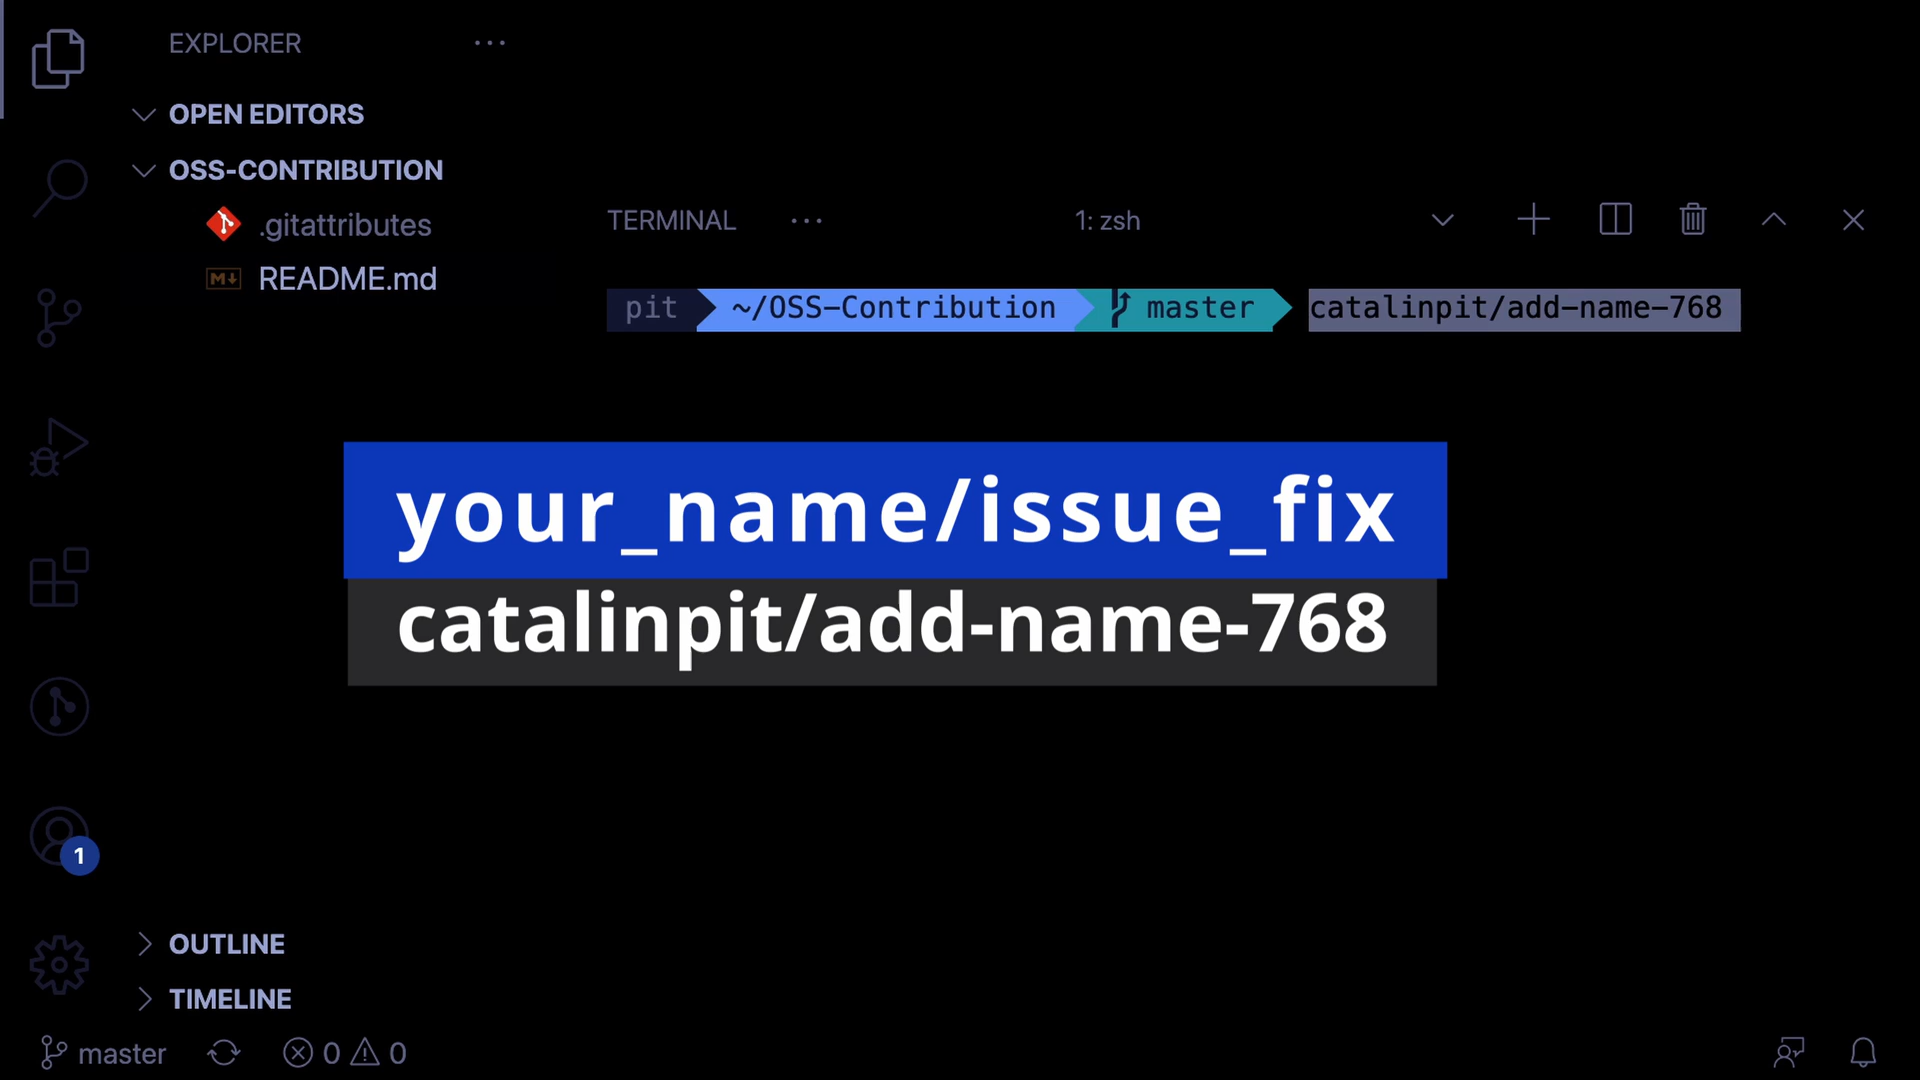 EXPLORER
OPEN EDITORS
OSS-CONTRIBUTION
.gitattributes
README.md
TERMINAL
1: zsh
pit ~/OSS-Contribution master catalinpit/add-name-768
your_name/issue_fix
catalinpit/add-name-768
1
OUTLINE
TIMELINE
master 0 0